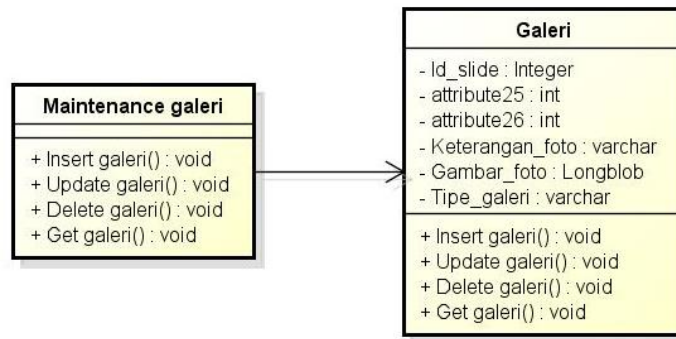 Maintenance galeri
+ Insert galeri() : void
+ Update galeri() : void
+ Delete galeri() : void
+ Get galeri() : void
Galeri
- Id_slide : Integer
- attribute25 : int
- attribute26 : int
- Keterangan_foto : varchar
- Gambar_foto : Longblob
- Tipe_galeri : varchar
+ Insert galeri() : void
+ Update galeri() : void
+ Delete galeri() : void
+ Get galeri() : void